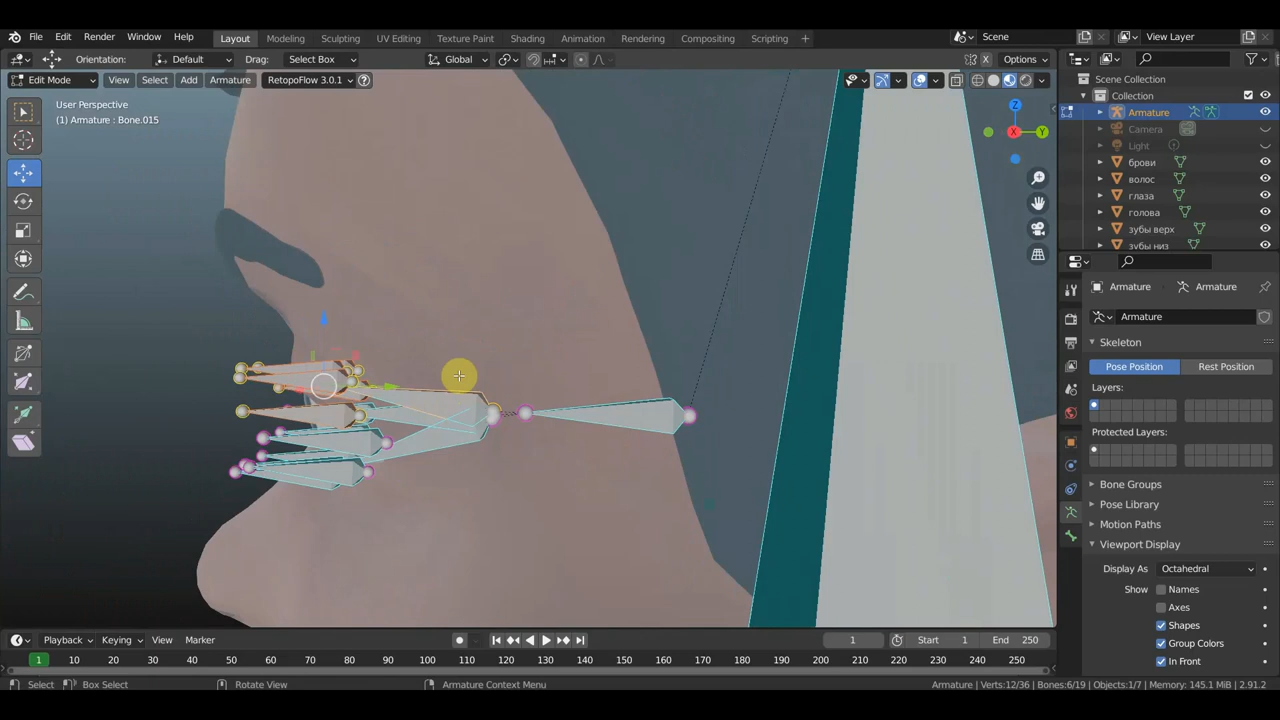 File Edit Render Window Help Layout Modeling Sculpting UV Editing Texture Paint Shading Animation Rendering Compositing Scripting + Scene View Layer
Orientation: Default Drag: Select Box Global Options
Edit Mode View Select Add Armature RetopoFlow 3.0.1
User Perspective
(1) Armature : Bone.015
Z
X
Y
Scene Collection
Collection
Armature
Camera
Light
брови
волос
глаза
голова
зубы верх
зубы низ
Armature Armature
Armature
Skeleton
Pose Position Rest Position
Layers:
Protected Layers:
Bone Groups
Pose Library
Motion Paths
Viewport Display
Display As Octahedral
Show Names
Axes
Shapes
Group Colors
In Front
Playback Keying View Marker 1 Start 1 End 250
1 10 20 30 40 50 60 70 80 90 100 110 120 130 140 150 160 170 180 190 200 210 220 230 240 250
Select Box Select Rotate View Armature Context Menu Armature | Verts:12/36 | Bones:6/19 | Objects:1/7 | Memory: 145.1 MiB | 2.91.2